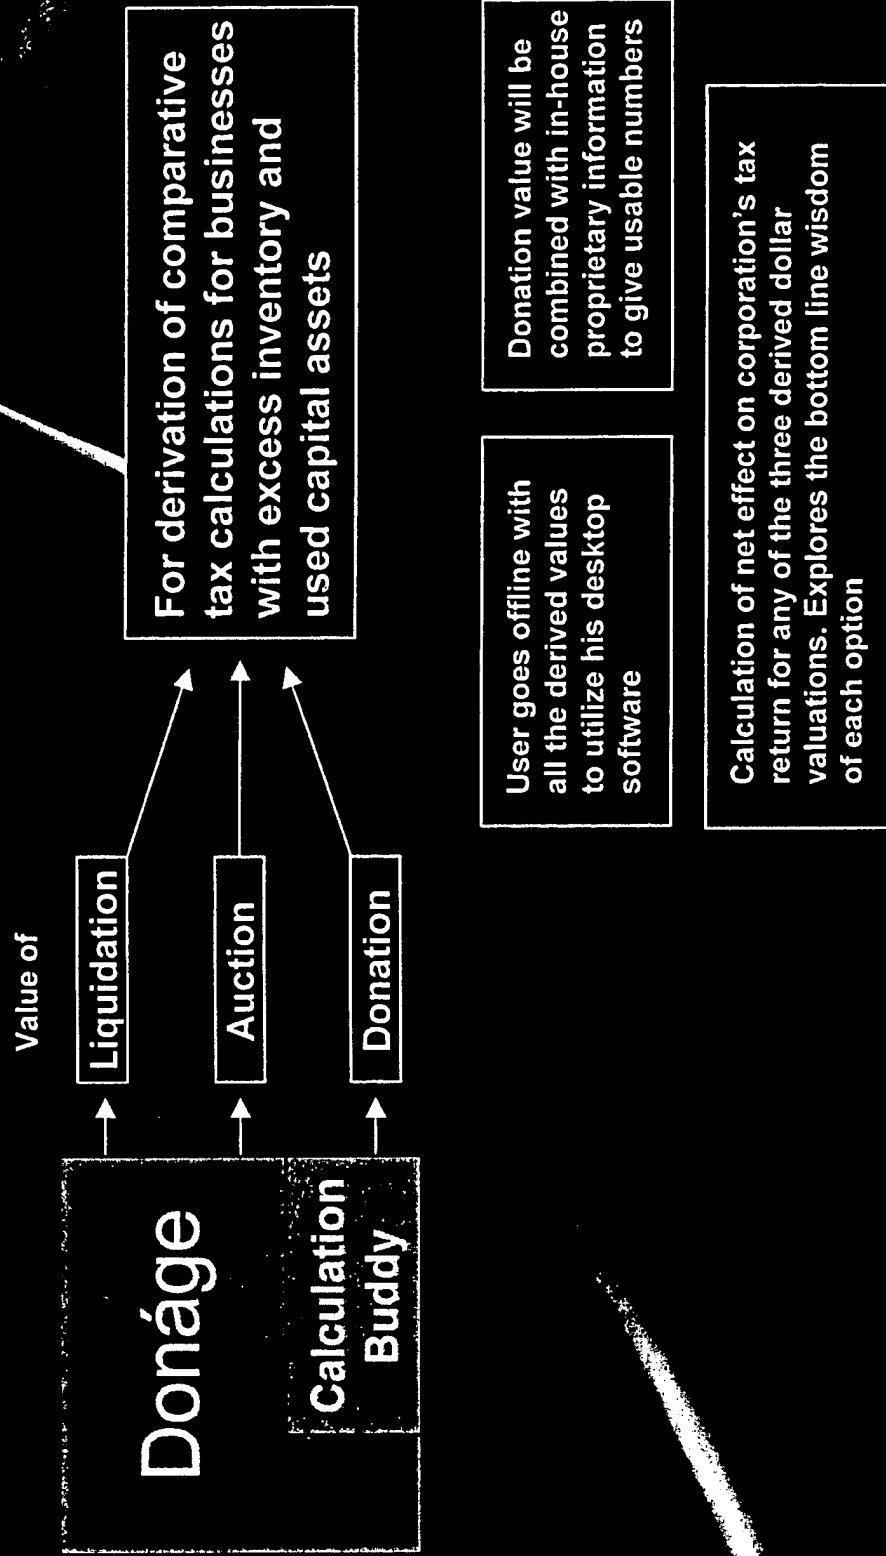 Value of
Donáge
Calculation
Buddy
Liquidation
Auction
Donation
For derivation of comparative
tax calculations for businesses
with excess inventory and
used capital assets
User goes offline with
all the derived values
to utilize his desktop
software
Donation value will be
combined with in-house
proprietary information
to give usable numbers
Calculation of net effect on corporation's tax
return for any of the three derived dollar
valuations. Explores the bottom line wisdom
of each option